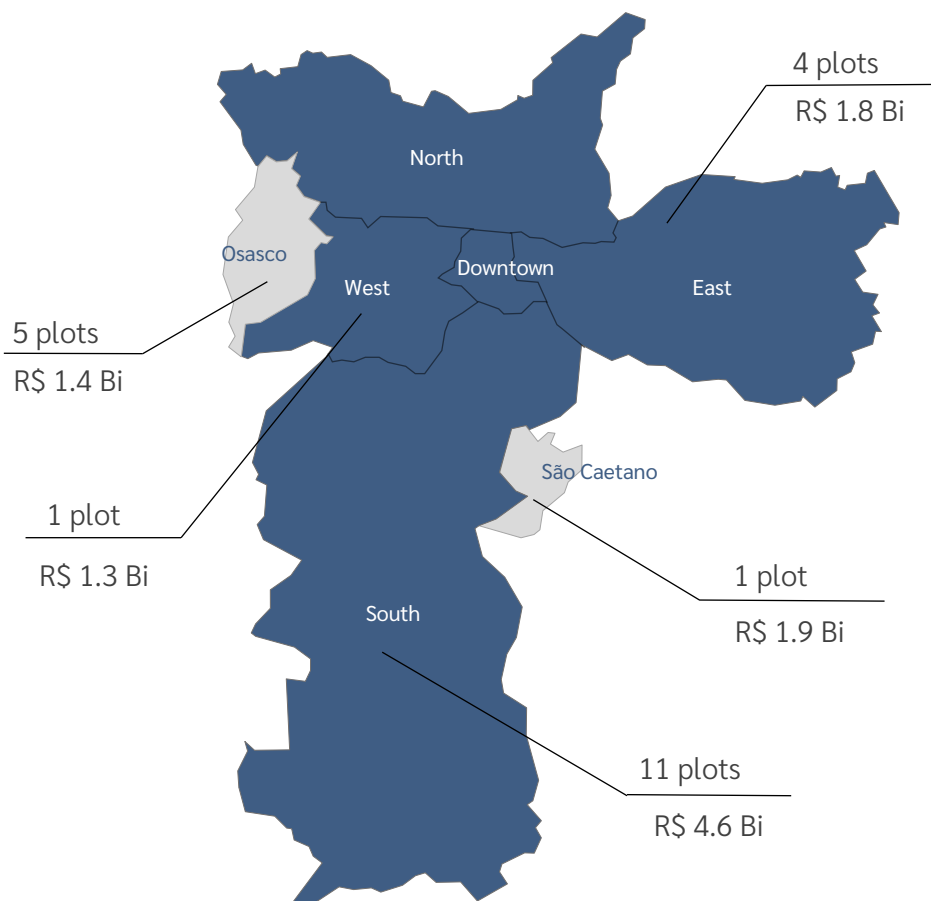 4 plots
R$ 1.8 Bi
North
Osasco
Downtown
West
East
5 plots
R$ 1.4 Bi
São Caetano
1 plot
R$ 1.3 Bi
1 plot
R$ 1.9 Bi
South
11 plots
R$ 4.6 Bi